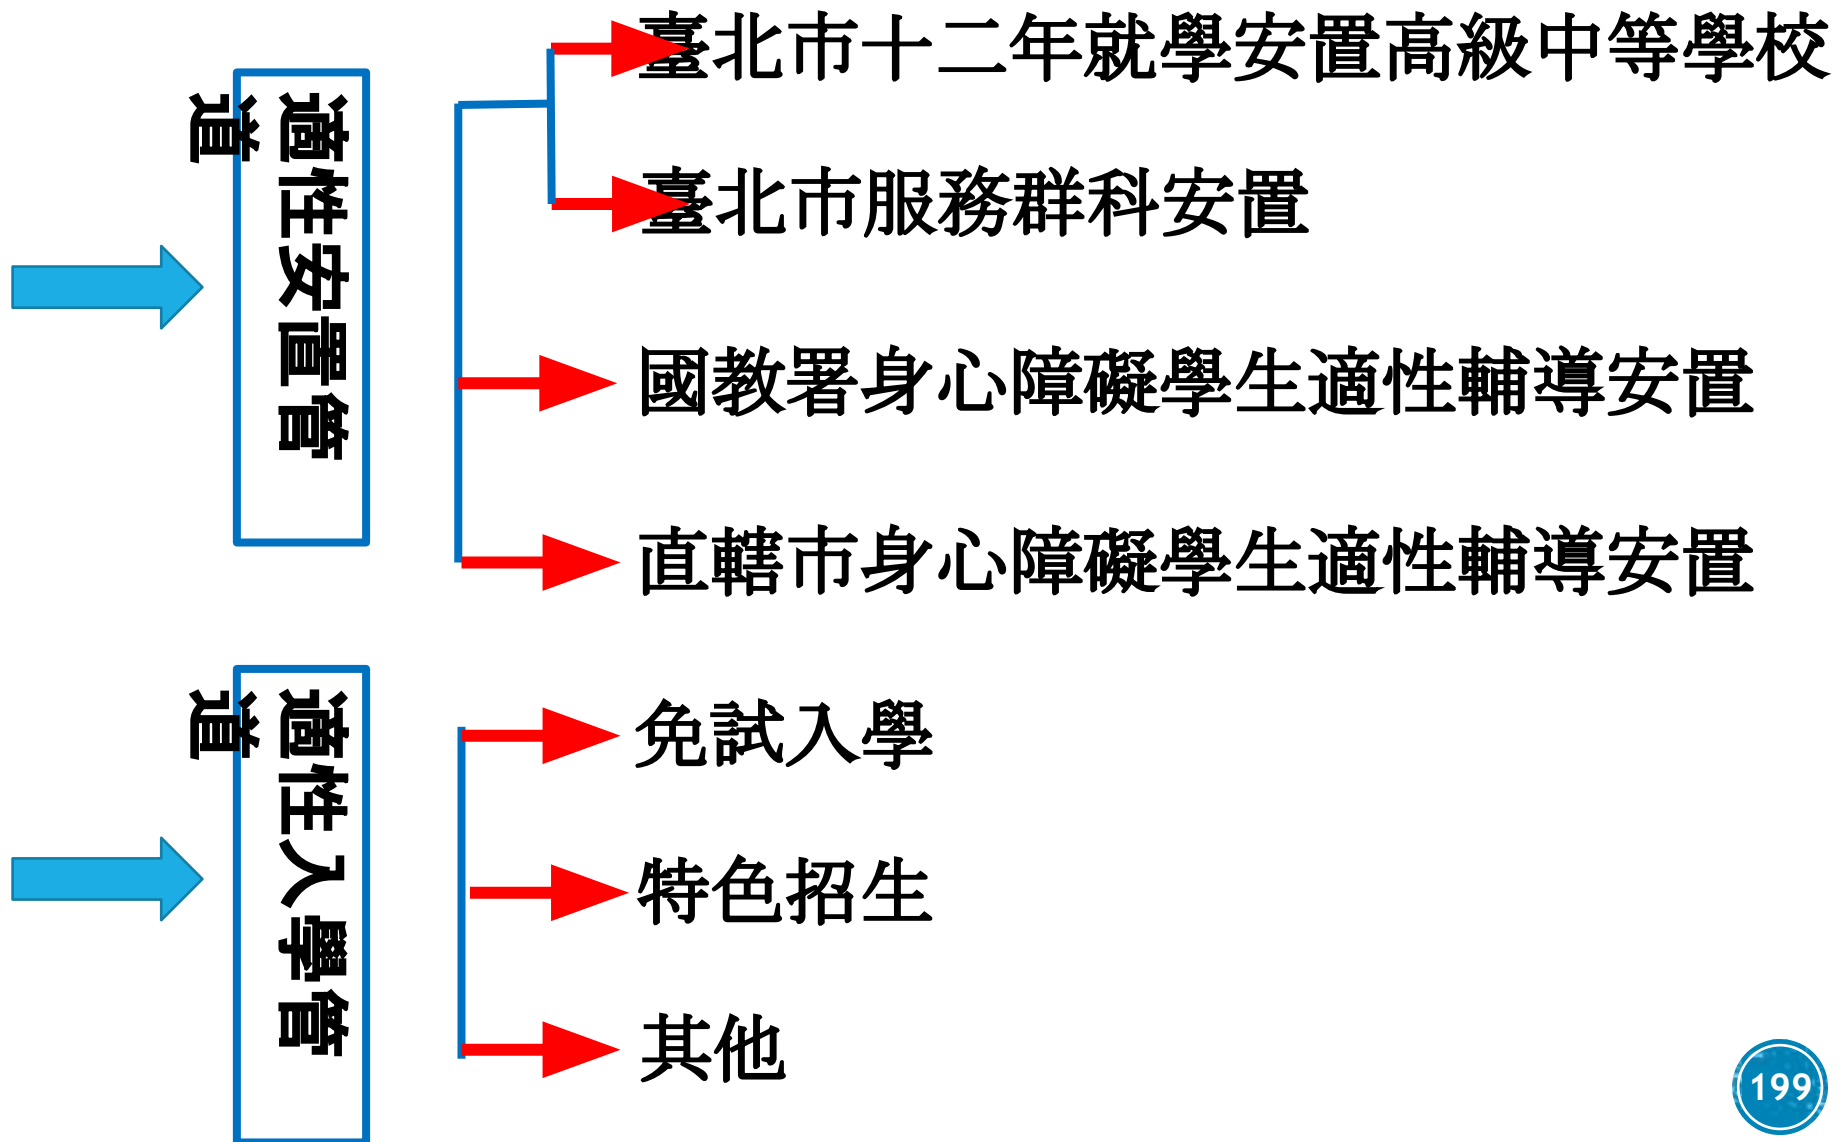 適性安置管道
臺北市十二年就學安置高級中等學校
臺北市服務群科安置
國教署身心障礙學生適性輔導安置
直轄市身心障礙學生適性輔導安置
適性入學管道
免試入學
特色招生
其他
199